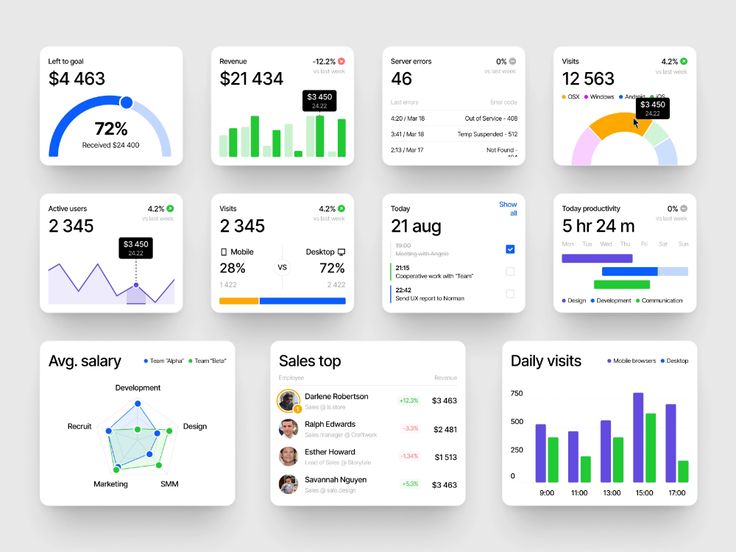 Left to goal
$4 463
72%
Received $24 400
Revenue
-12.2%
$21 434
vs last week
$3 450
24.22
Server errors
0%
46
vs last week
Last errors
Error code
4:20 / Mar 18
Out of Service - 408
3:41 / Mar 18
Temp Suspended - 512
2:13 / Mar 17
Not Found -
Visits
4.2%
12 563
vs last week
OSX
Windows
Android
iOS
$3 450
24.22
Active users
4.2%
2 345
vs last week
$3 450
24.22
Visits
4.2%
2 345
vs last week
Mobile
Desktop
28%
VS
72%
1 422
2 422
Today
Show
all
21 aug
19:00
Meeting with Angelo
21:15
Cooperative work with "Team"
22:42
Send UX report to Norman
Today productivity
0%
5 hr 24 m
vs last week
Mon Tue Wed Thu Fri Sat Sun
Design
Development
Communication
Avg. salary
Team "Alpha"
Team "Beta"
Development
Recruit
Design
Marketing
SMM
Sales top
Employee
Revenue
Darlene Robertson
Sales @
+12.3%
$3 463
1
Ralph Edwards
Sales manager @ Craftwork
-3.3%
$2 481
Esther Howard
Lead of Sales @
-1.34%
$1 513
Savannah Nguyen
Sales @ safe.design
+5.3%
$3 463
Daily visits
Mobile browsers
Desktop
750
500
250
0
9:00
11:00
13:00
15:00
17:00